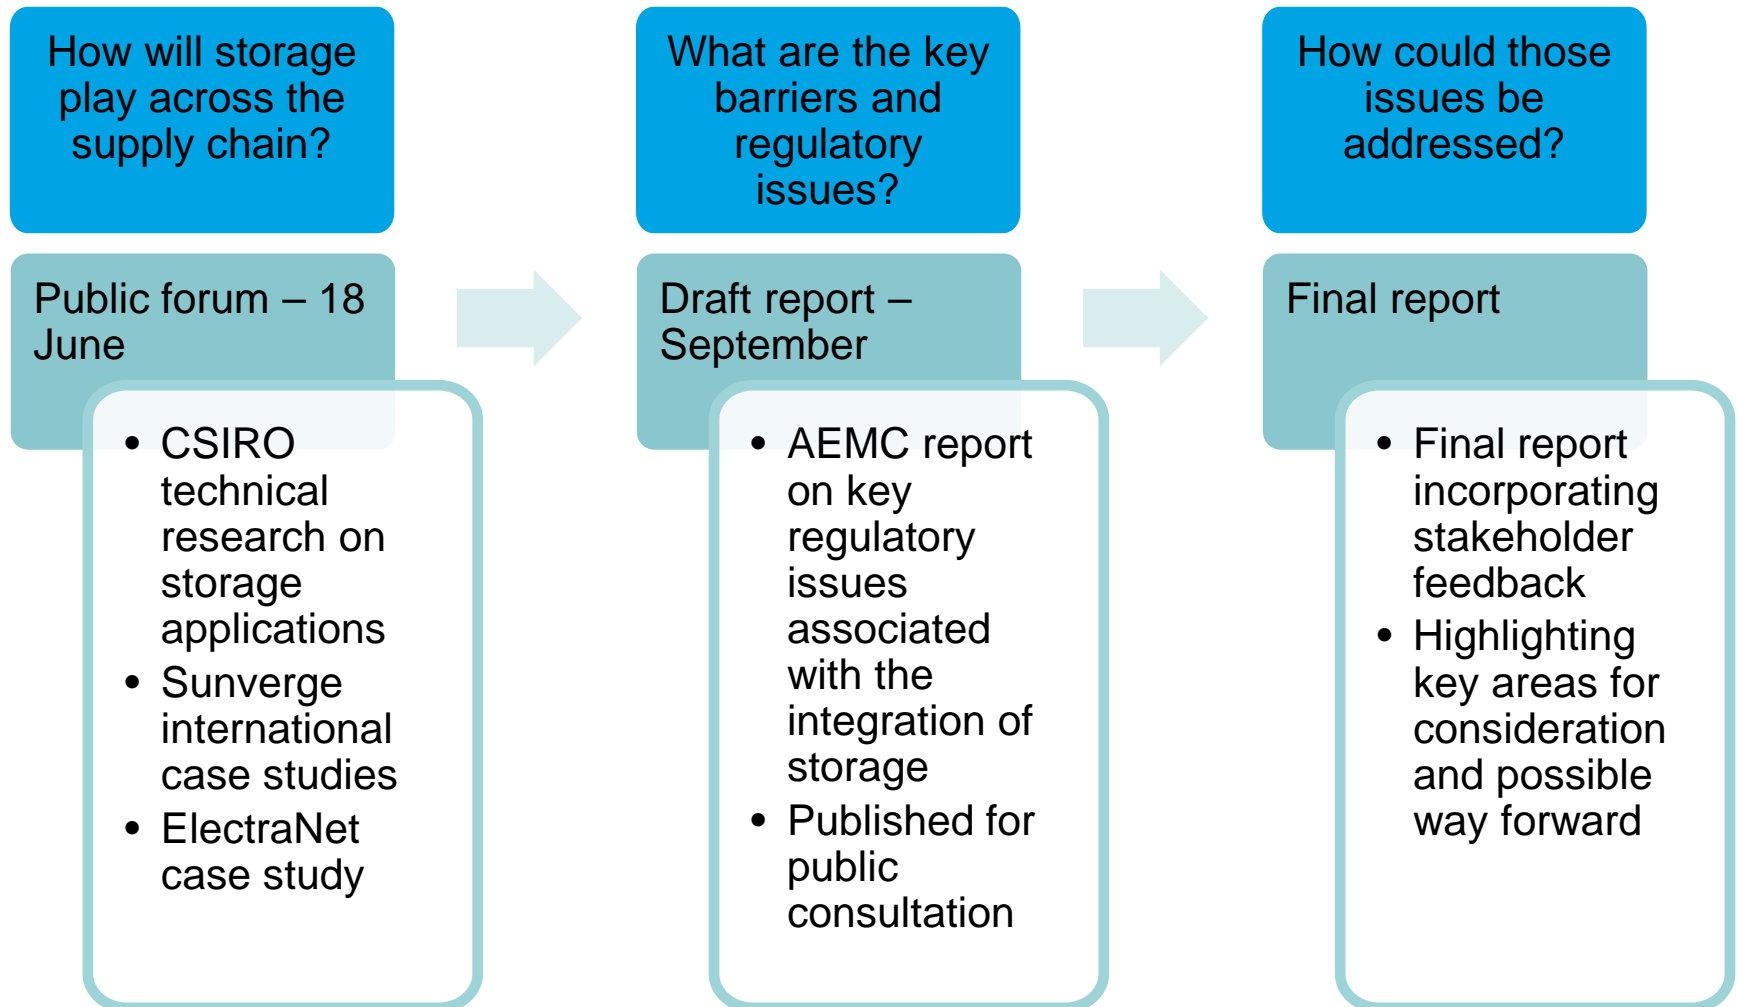 How will storage
play across the
supply chain?
Public forum – 18
June
• CSIRO
technical
research on
storage
applications
• Sunverge
international
case studies
• ElectraNet
case study
What are the key
barriers and
regulatory
issues?
Draft report –
September
• AEMC report
on key
regulatory
issues
associated
with the
integration of
storage
• Published for
public
consultation
How could those
issues be
addressed?
Final report
• Final report
incorporating
stakeholder
feedback
• Highlighting
key areas for
consideration
and possible
way forward